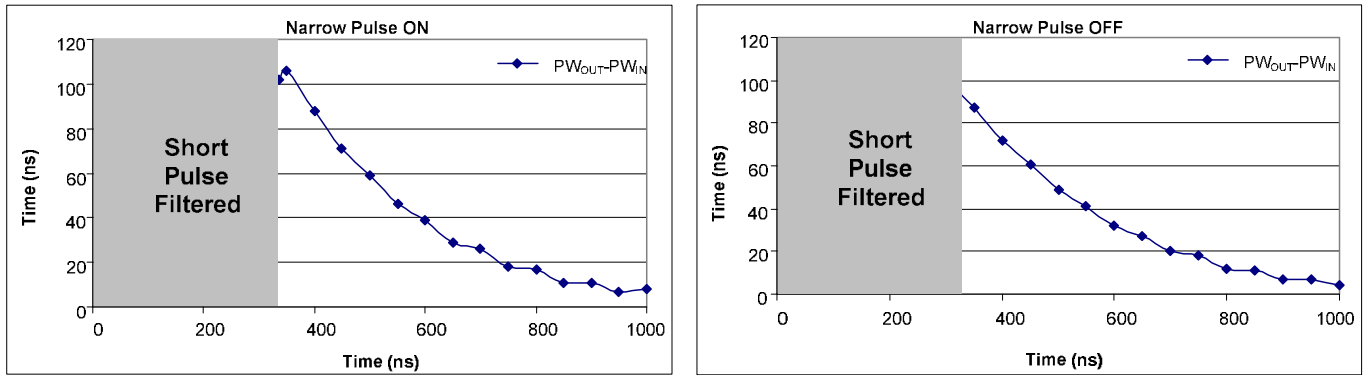 Narrow Pulse ON
120
100
80
60
40
20
0
Time (ns)
Short
Pulse
Filtered
PWOUT-PWIN
0 200 400 600 800 1000
Time (ns)
Narrow Pulse OFF
120
100
80
60
40
20
0
Time (ns)
Short
Pulse
Filtered
PWOUT-PWIN
0 200 400 600 800 1000
Time (ns)